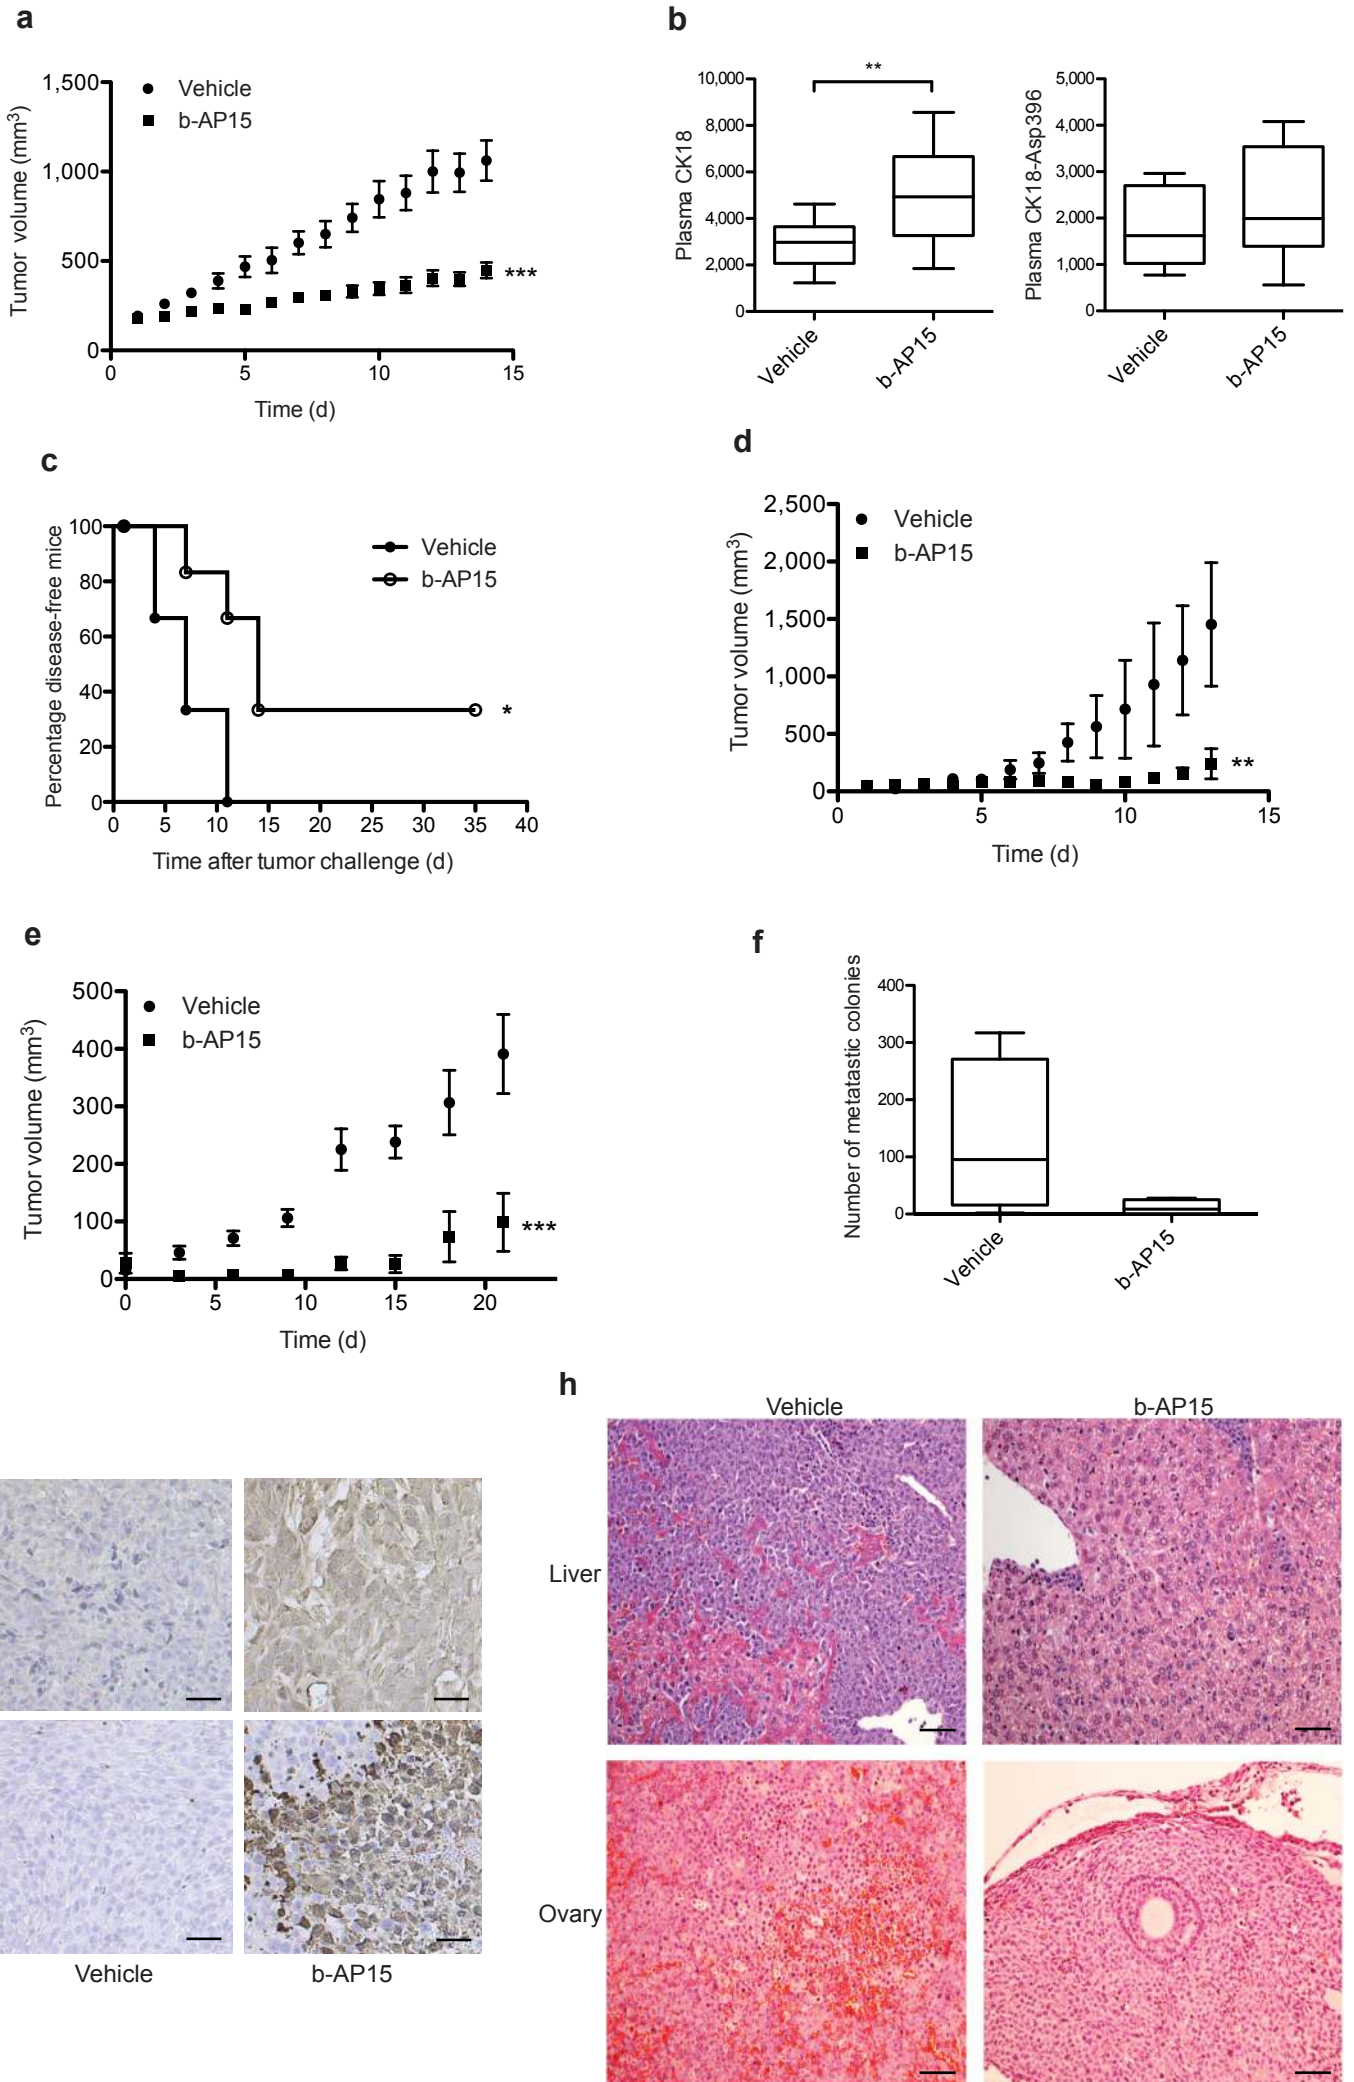 a
1,500
1,000
500
0
0
5
10
15
Tumor volume (mm3)
Time (d)
Vehicle
b-AP15
***
b
10,000
8,000
6,000
4,000
2,000
0
Plasma CK18
**
Vehicle
b-AP15
5,000
4,000
3,000
2,000
1,000
0
Plasma CK18-Asp396
Vehicle
b-AP15
c
100
80
60
40
20
0
0
5
10
15
20
25
30
35
40
Percentage disease-free mice
Time after tumor challenge (d)
Vehicle
b-AP15
*
d
2,500
2,000
1,500
1,000
500
0
0
5
10
15
Tumor volume (mm3)
Time (d)
Vehicle
b-AP15
**
e
500
400
300
200
100
0
0
5
10
15
20
Tumor volume (mm3)
Time (d)
Vehicle
b-AP15
***
f
400
300
200
100
0
Number of metatastic colonies
Vehicle
b-AP15
Vehicle
b-AP15
h
Vehicle
b-AP15
Liver
Ovary